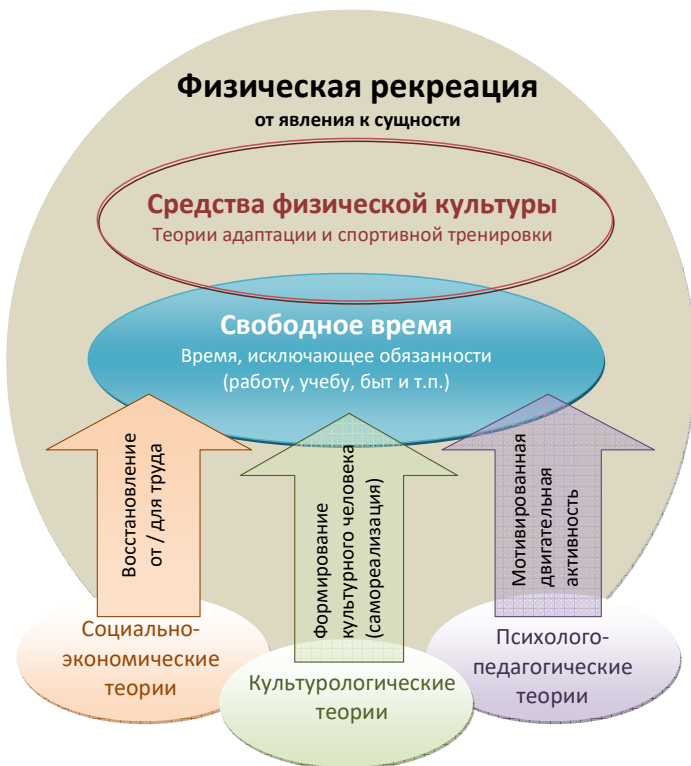 Физическая рекреация
от явления к сущности
Средства физической культуры
Теории адаптации и спортивной тренировки
Свободное время
Время, исключающее обязанности
(работу, учебу, быт и т.п.)
Восстановление
от / для труда
Формирование
культурного человека
(самореализация)
Мотивированная
двигательная
активность
Социально-
экономические
теории
Культурологические
теории
Психолого-
педагогические
теории